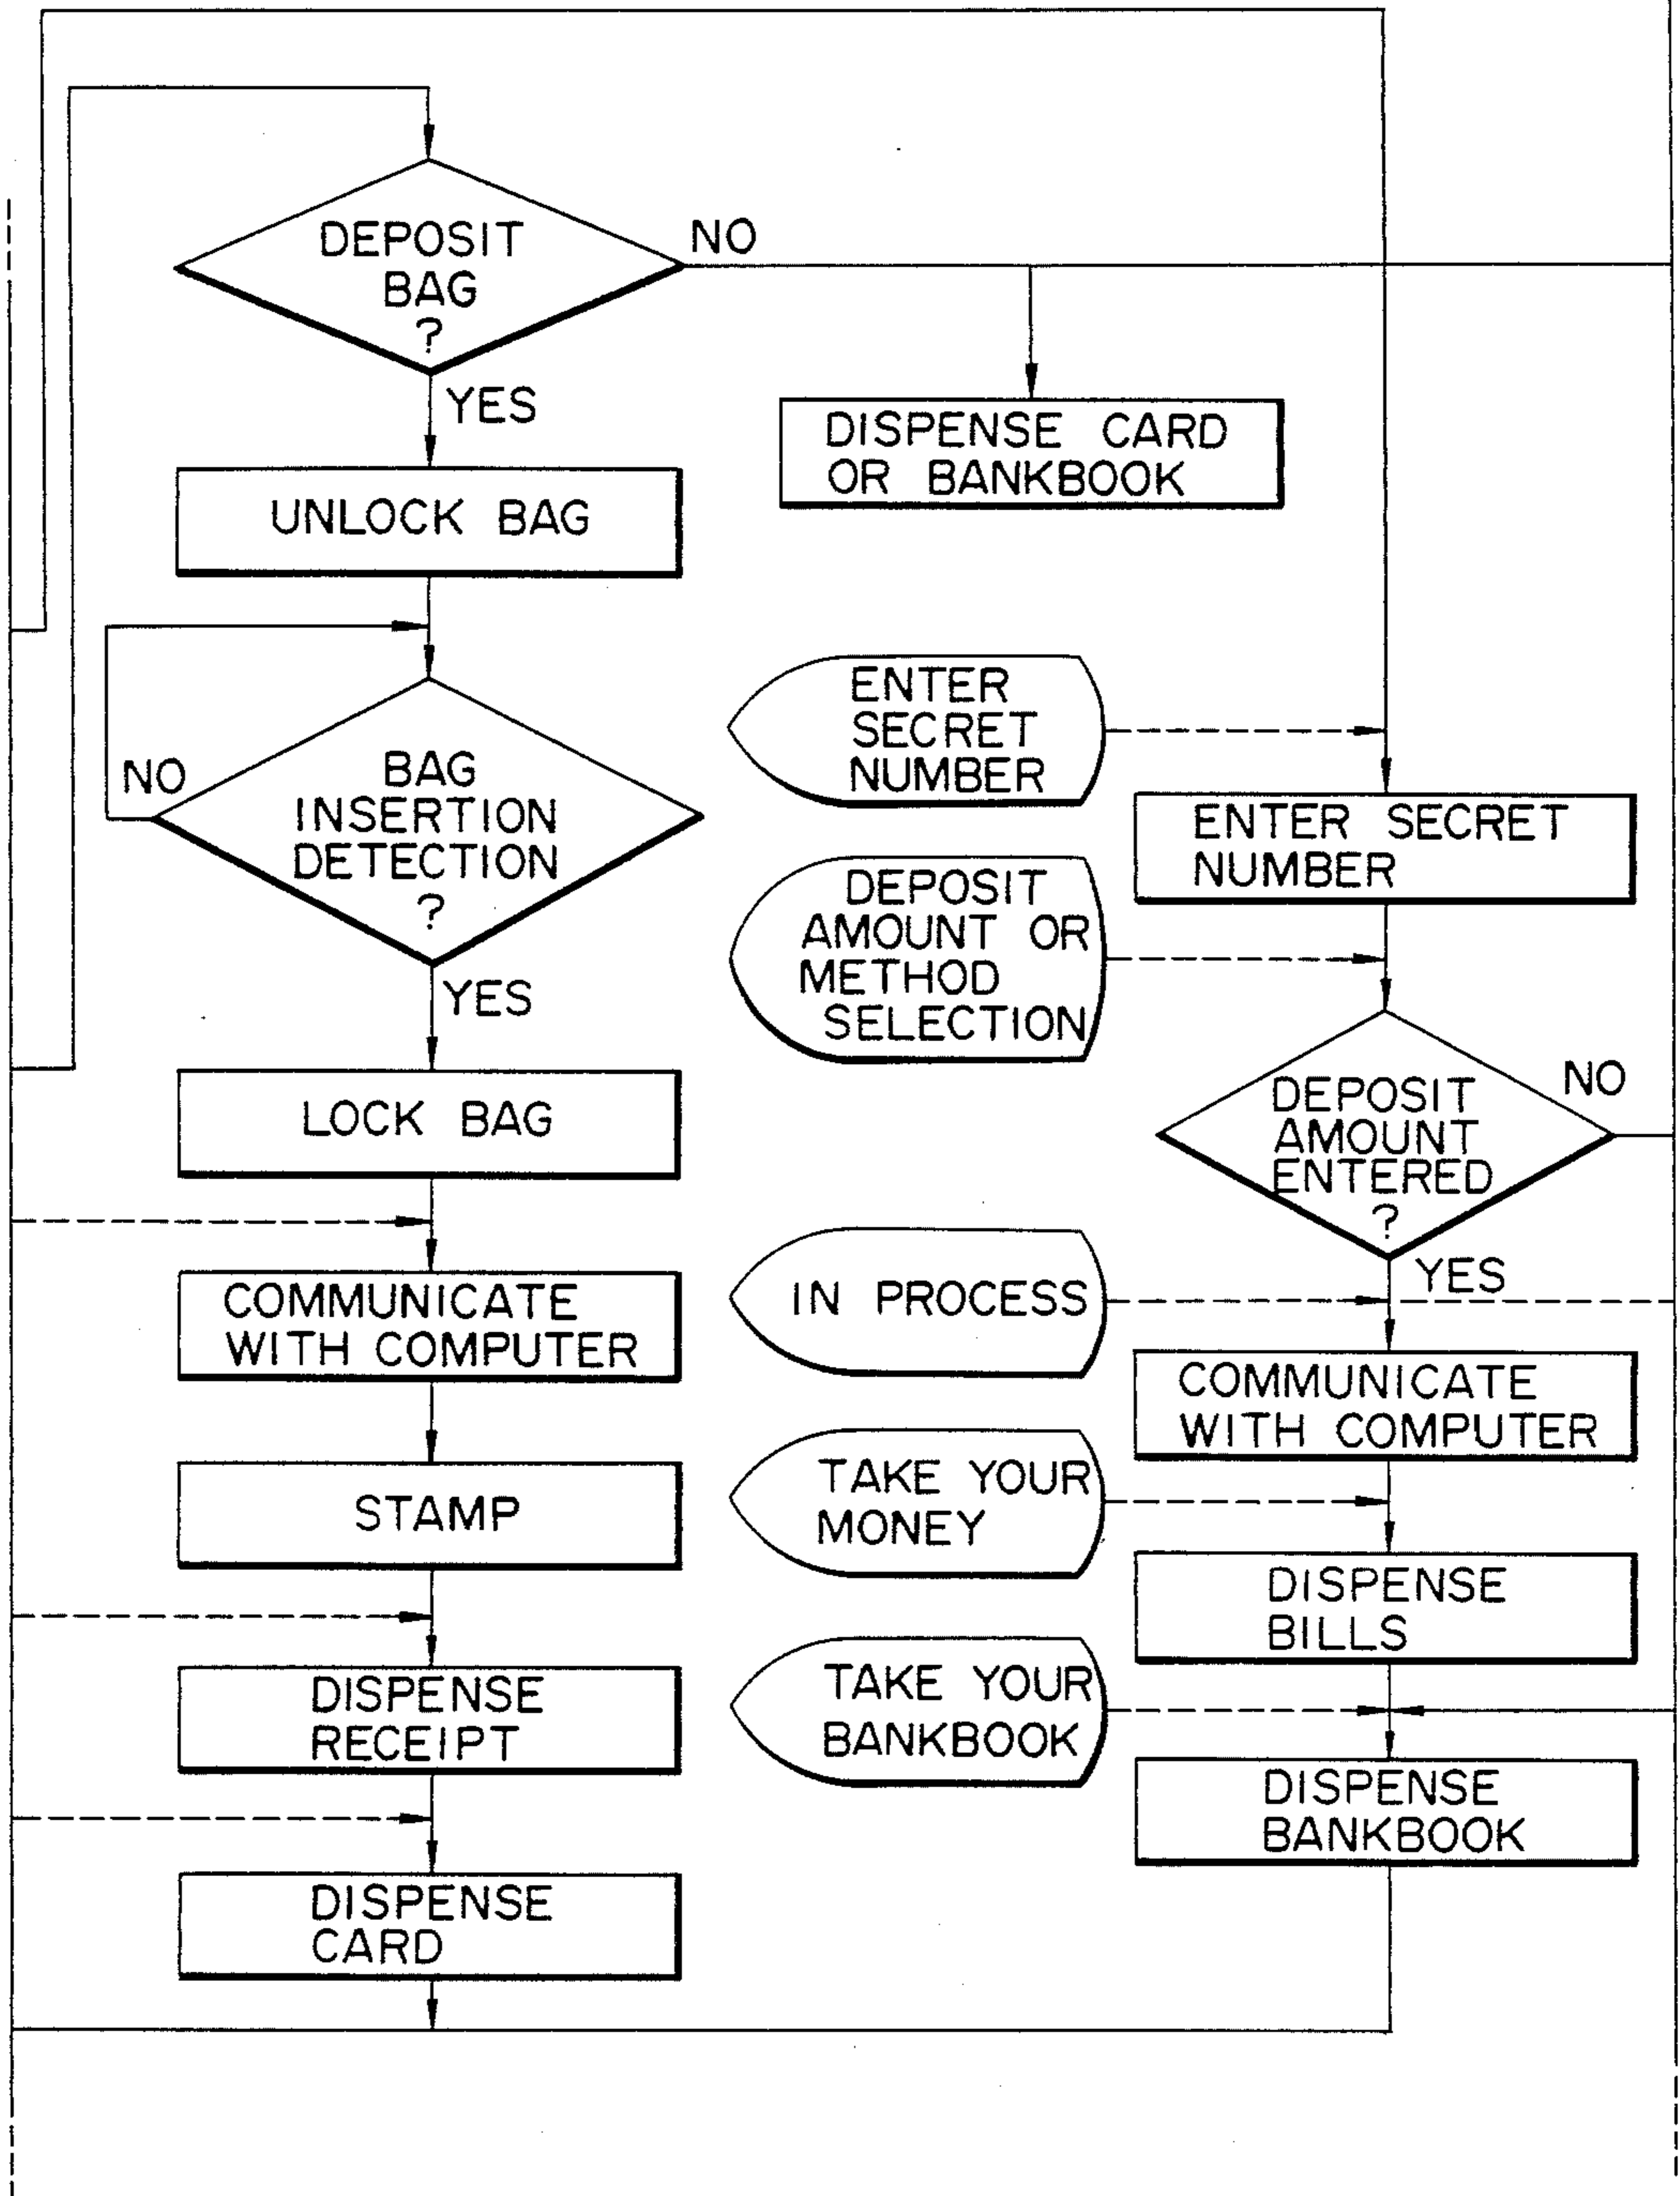 DEPOSIT
BAG
?
NO
YES
DISPENSE CARD
OR BANKBOOK
UNLOCK BAG
NO
BAG
INSERTION
DETECTION
?
YES
LOCK BAG
COMMUNICATE
WITH COMPUTER
STAMP
DISPENSE
RECEIPT
DISPENSE
CARD
ENTER
SECRET
NUMBER
ENTER SECRET
NUMBER
DEPOSIT
AMOUNT OR
METHOD
SELECTION
DEPOSIT
AMOUNT
ENTERED
?
NO
YES
IN PROCESS
COMMUNICATE
WITH COMPUTER
TAKE YOUR
MONEY
DISPENSE
BILLS
TAKE YOUR
BANKBOOK
DISPENSE
BANKBOOK